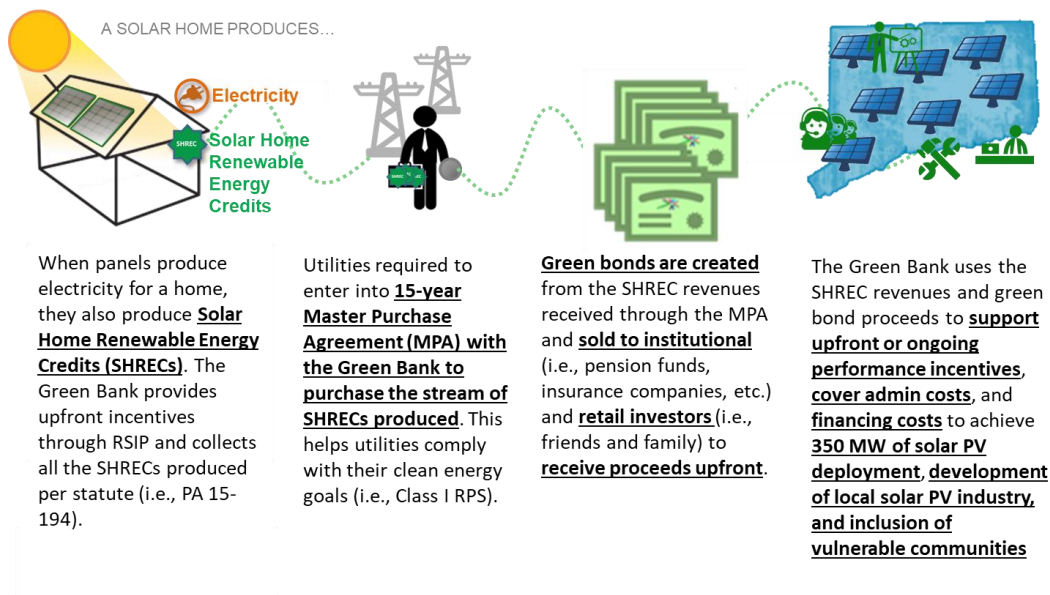 A SOLAR HOME PRODUCES...
Electricity
SHREC
Solar Home
Renewable
Energy
Credits
SHREC
When panels produce
electricity for a home,
they also produce Solar
Home Renewable Energy
Credits (SHRECs). The
Green Bank provides
upfront incentives
through RSIP and collects
all the SHRECs produced
per statute (i.e., PA 15-
194).
Utilities required to
enter into 15-year
Master Purchase
Agreement (MPA) with
the Green Bank to
purchase the stream of
SHRECs produced. This
helps utilities comply
with their clean energy
goals (i.e., Class I RPS).
Green bonds are created
from the SHREC revenues
received through the MPA
and sold to institutional
(i.e., pension funds,
insurance companies, etc.)
and retail investors (i.e.,
friends and family) to
receive proceeds upfront.
The Green Bank uses the
SHREC revenues and green
bond proceeds to support
upfront or ongoing
performance incentives,
cover admin costs, and
financing costs to achieve
350 MW of solar PV
deployment, development
of local solar PV industry,
and inclusion of
vulnerable communities